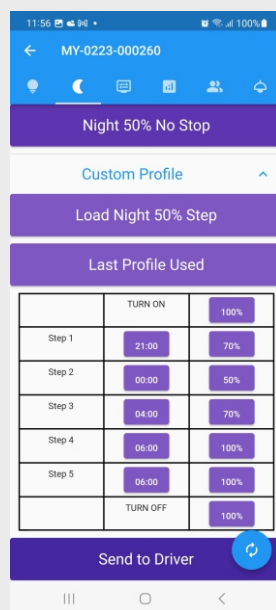 11:56
100%
MY-0223-000260
Night 50% No Stop
Custom Profile
Load Night 50% Step
Last Profile Used
TURN ON 100%
Step 1 21:00 70%
Step 2 00:00 50%
Step 3 04:00 70%
Step 4 06:00 100%
Step 5 06:00 100%
TURN OFF 100%
Send to Driver